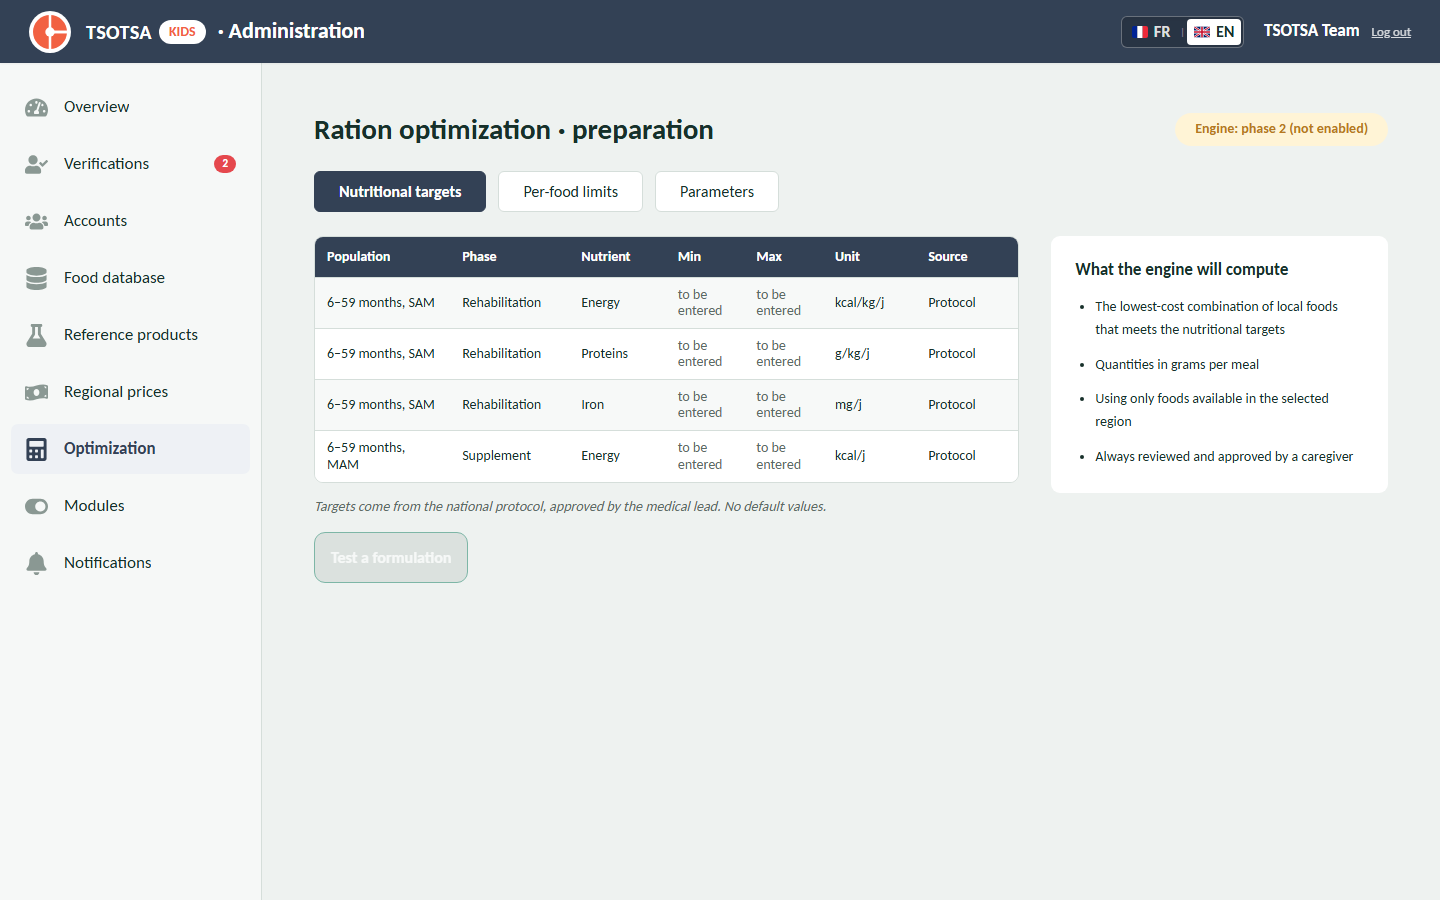 TSOTSA KIDS · Administration
FR | EN
TSOTSA Team Log out
Overview
Verifications 2
Accounts
Food database
Reference products
Regional prices
Optimization
Modules
Notifications
Ration optimization · preparation
Engine: phase 2 (not enabled)
Nutritional targets Per-food limits Parameters
Population Phase Nutrient Min Max Unit Source
6–59 months, SAM Rehabilitation Energy to be entered to be entered kcal/kg/j Protocol
6–59 months, SAM Rehabilitation Proteins to be entered to be entered g/kg/j Protocol
6–59 months, SAM Rehabilitation Iron to be entered to be entered mg/j Protocol
6–59 months, MAM Supplement Energy to be entered to be entered kcal/j Protocol
Targets come from the national protocol, approved by the medical lead. No default values.
Test a formulation
What the engine will compute
• The lowest-cost combination of local foods
that meets the nutritional targets
• Quantities in grams per meal
• Using only foods available in the selected
region
• Always reviewed and approved by a caregiver